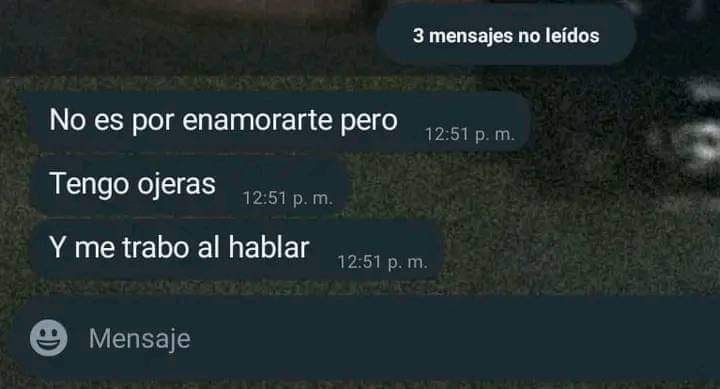 3 mensajes no leídos
No es por enamorarte pero 12:51 p. m.
Tengo ojeras 12:51 p. m.
Y me trabo al hablar 12:51 p. m.
Mensaje